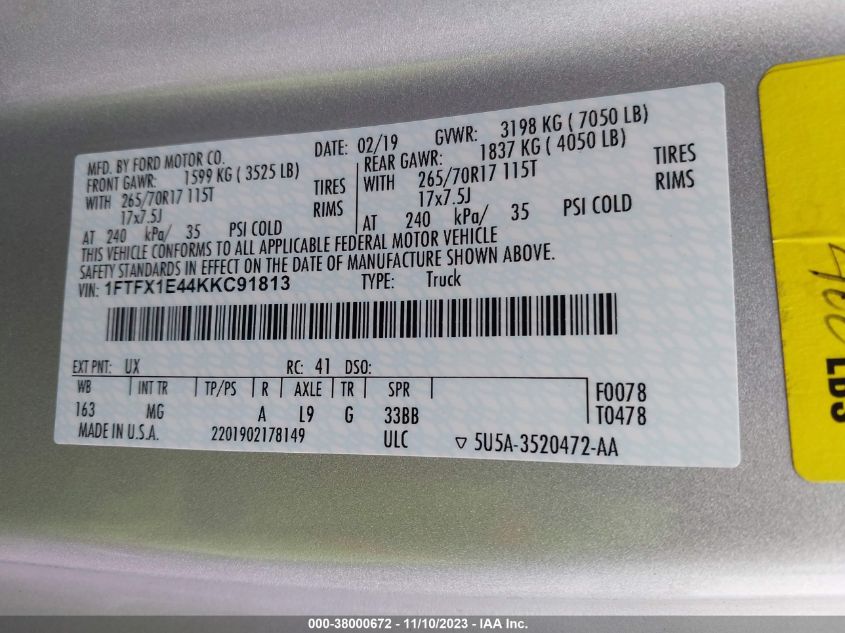 MFD. BY FORD MOTOR CO. DATE: 02/19 GVWR: 3198 KG ( 7050 LB)
FRONT GAWR: 1599 KG ( 3525 LB) REAR GAWR: 1837 KG ( 4050 LB)
WITH 265/70R17 115T TIRES WITH 265/70R17 115T TIRES
17x7.5J RIMS 17x7.5J RIMS
AT 240 kPa/ 35 PSI COLD AT 240 kPa/ 35 PSI COLD
THIS VEHICLE CONFORMS TO ALL APPLICABLE FEDERAL MOTOR VEHICLE
SAFETY STANDARDS IN EFFECT ON THE DATE OF MANUFACTURE SHOWN ABOVE.
VIN: 1FTFX1E44KKC91813 TYPE: Truck
EXT PNT: UX RC: 41 DSO:
WB INT TR TP/PS R AXLE TR SPR F0078
163 MG A L9 G 33BB T0478
MADE IN U.S.A. 2201902178149 ULC ▽ 5U5A-3520472-AA
400 LBS
000-38000672 - 11/10/2023 - IAA Inc.